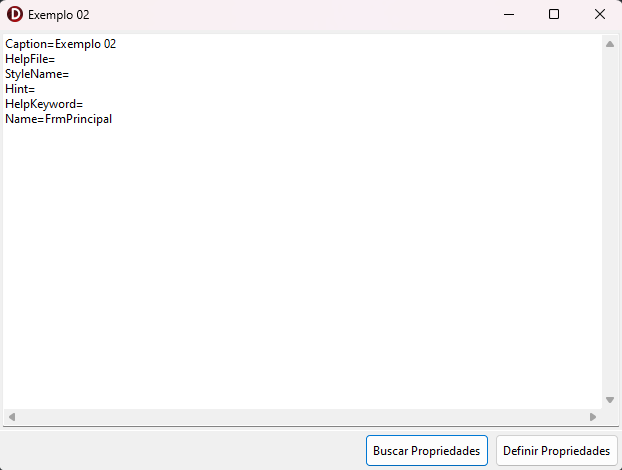 Exemplo 02
Caption=Exemplo 02
HelpFile=
StyleName=
Hint=
HelpKeyword=
Name=FrmPrincipal
Buscar Propriedades Definir Propriedades